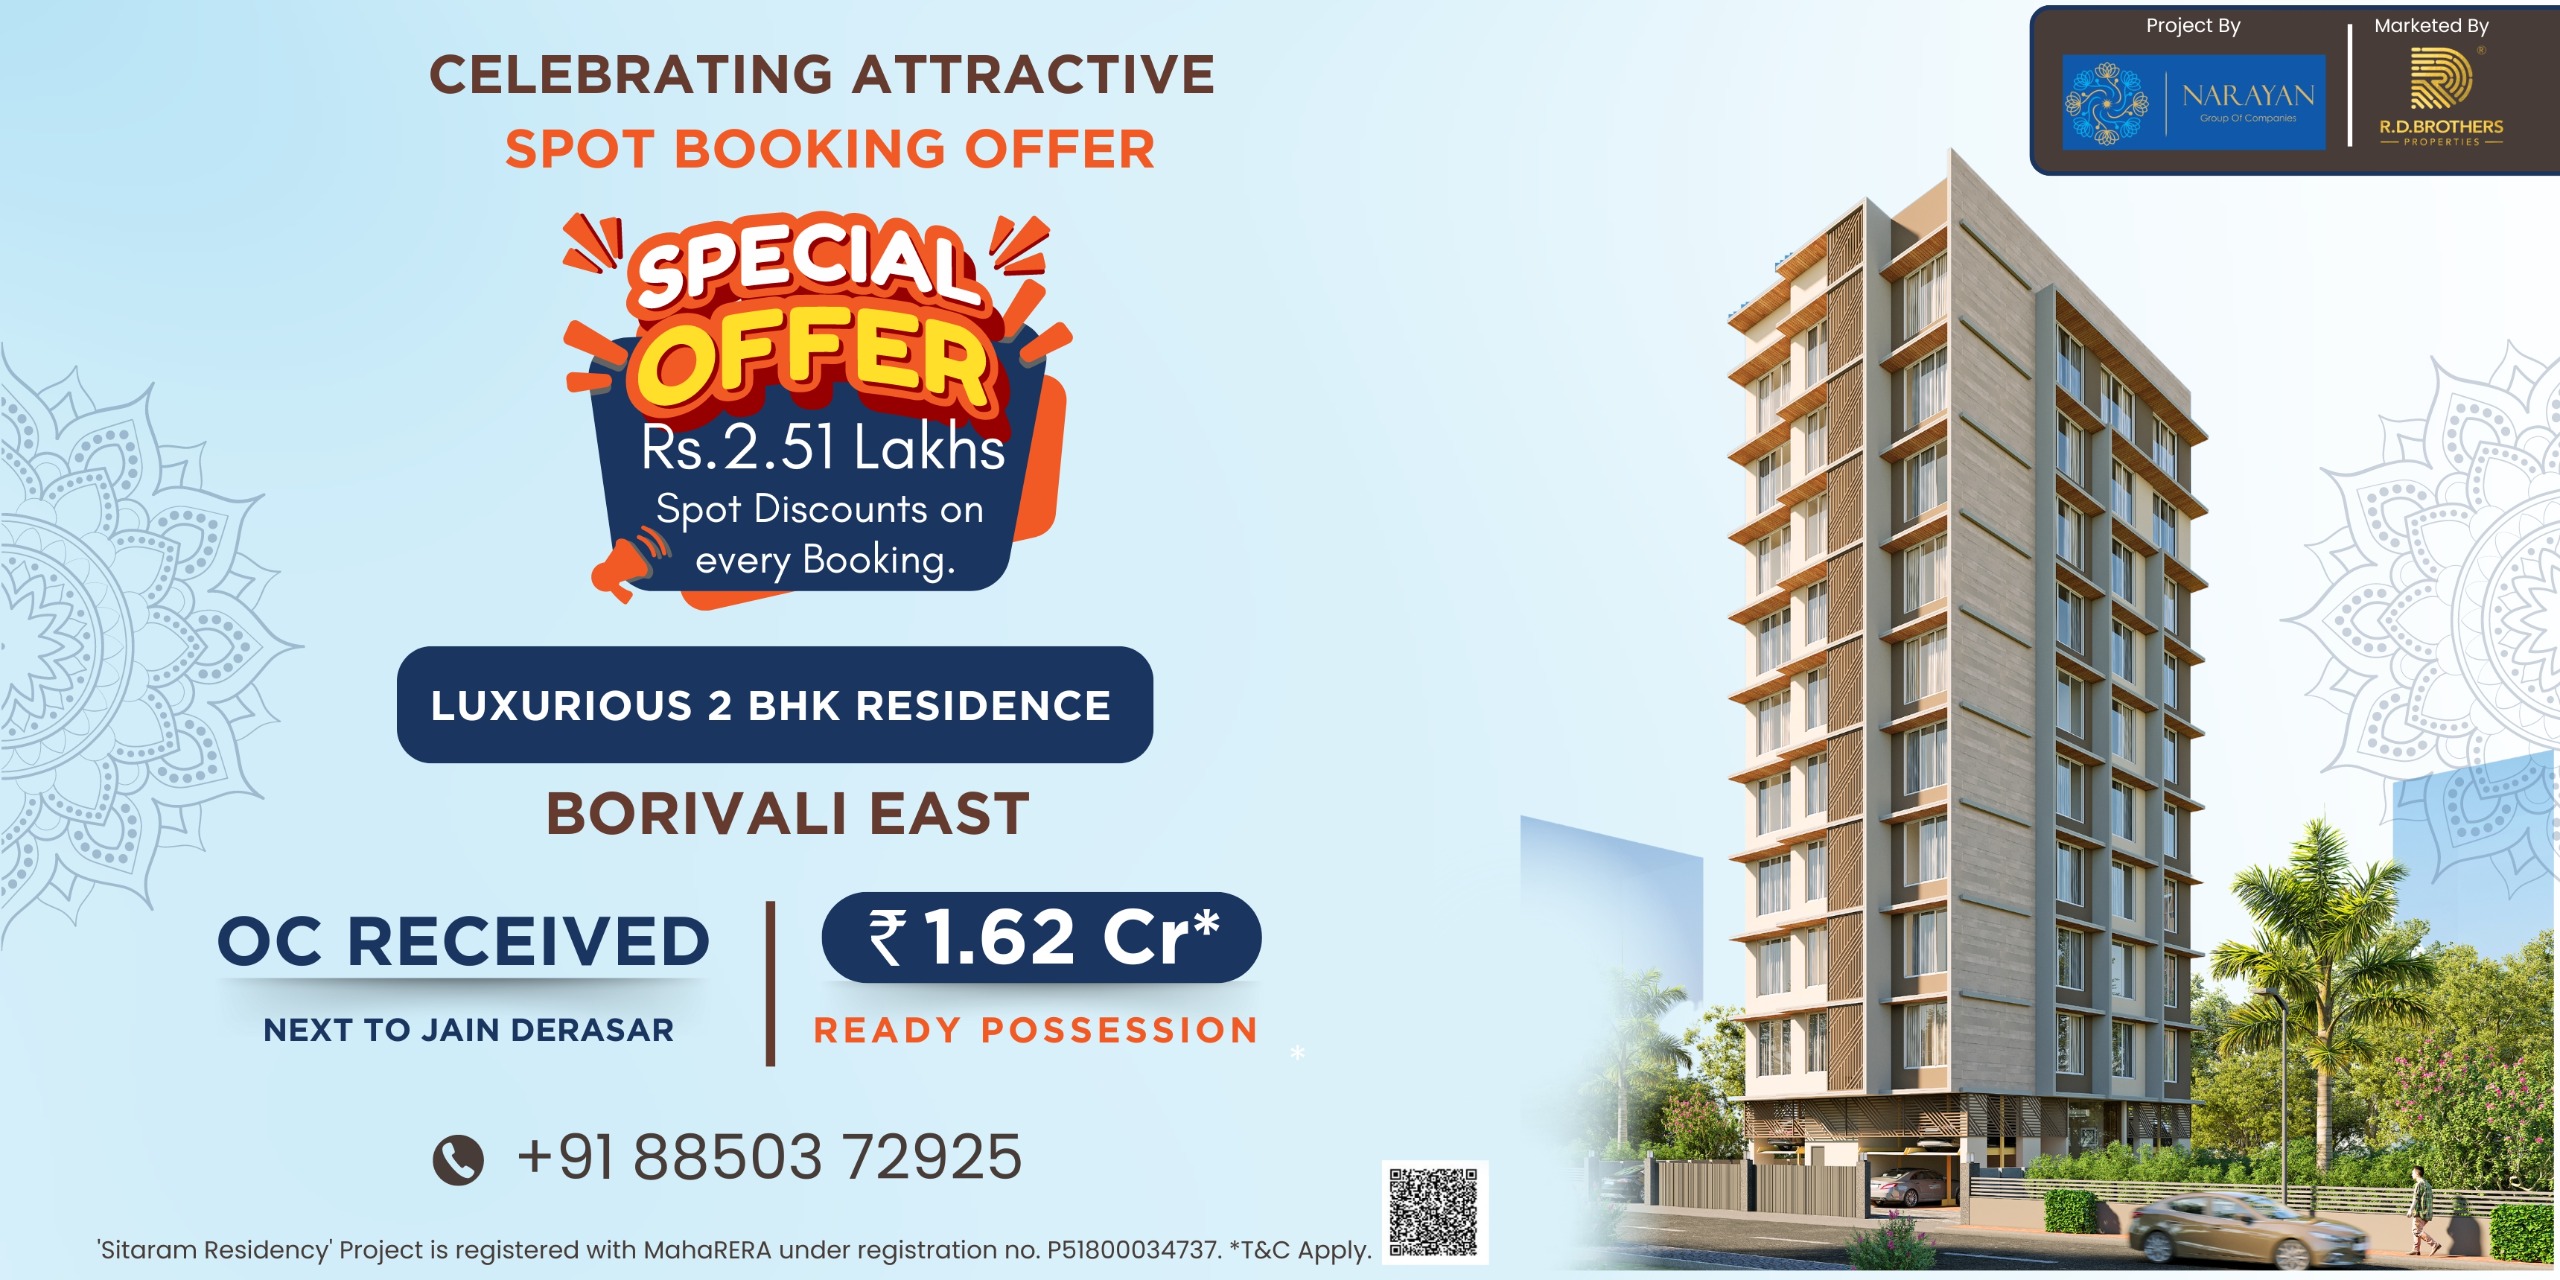 Project By
Marketed By
NARAYAN
Group Of Companies
R.D.BROTHERS
PROPERTIES
CELEBRATING ATTRACTIVE
SPOT BOOKING OFFER
SPECIAL
OFFER
Rs.2.51 Lakhs
Spot Discounts on
every Booking.
LUXURIOUS 2 BHK RESIDENCE
BORIVALI EAST
OC RECEIVED
NEXT TO JAIN DERASAR
₹ 1.62 Cr*
READY POSSESSION
*
+91 88503 72925
'Sitaram Residency' Project is registered with MahaRERA under registration no. P51800034737. *T&C Apply.